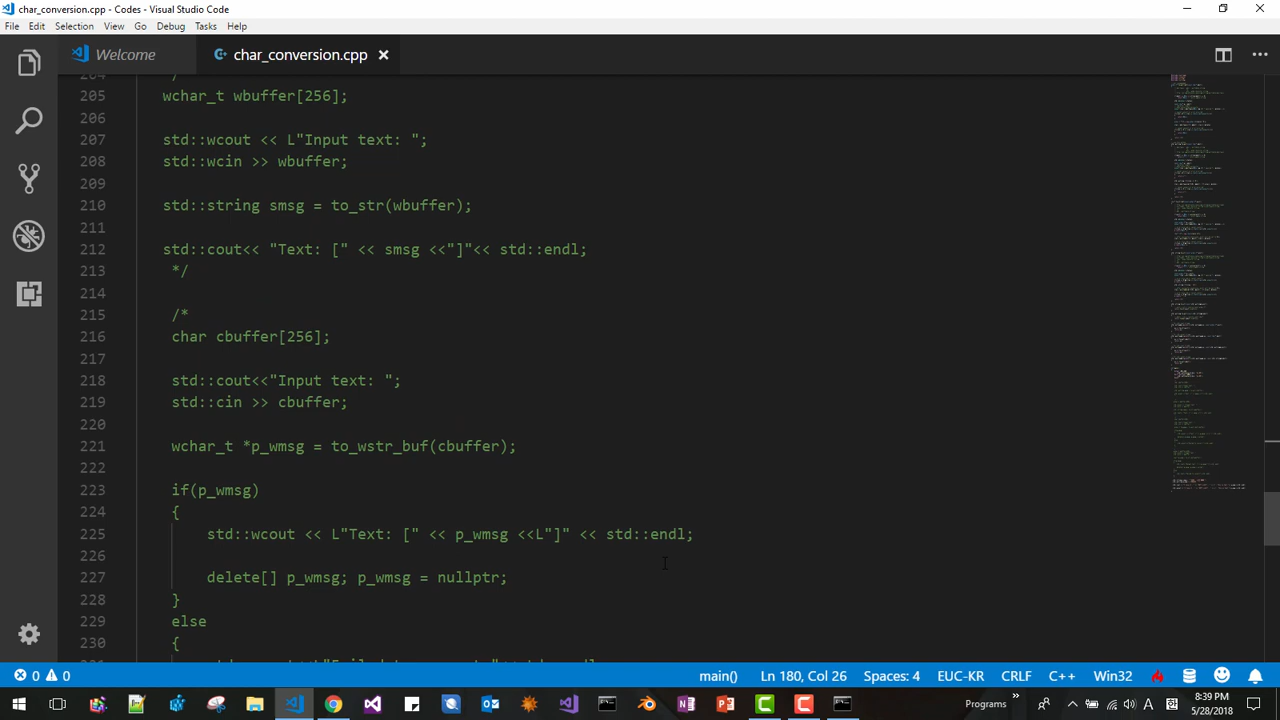 char_conversion.cpp - Codes - Visual Studio Code
File Edit Selection View Go Debug Tasks Help
Welcome char_conversion.cpp
204 */
205 wchar_t wbuffer[256];
206
207 std::wcout << L"Input text: ";
208 std::wcin >> wbuffer;
209
210 std::string smsg = to_str(wbuffer);
211
212 std::cout<< "Text: [" << smsg <<"]"<< std::endl;
213 */
214
215 /*
216 char cbuffer[256];
217
218 std::cout<<"Input text: ";
219 std::cin >> cbuffer;
220
221 wchar_t *p_wmsg = to_wstr_buf(cbuffer);
222
223 if(p_wmsg)
224 {
225 std::wcout << L"Text: [" << p_wmsg <<L"]" << std::endl;
226
227 delete[] p_wmsg; p_wmsg = nullptr;
228 }
229 else
230 {
0 0 main() Ln 180, Col 26 Spaces: 4 EUC-KR CRLF C++ Win32
Programs 8:39 PM
5/28/2018